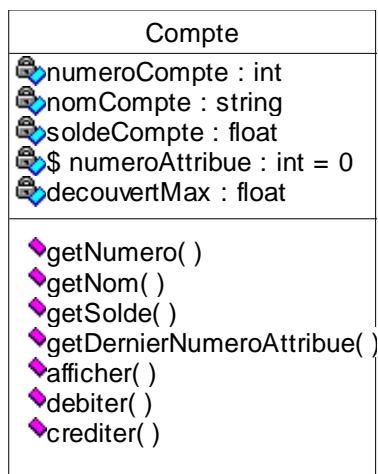 Compte
numeroCompte : int
nomCompte : string
soldeCompte : float
$ numeroAttribue : int = 0
decouvertMax : float
getNumero( )
getNom( )
getSolde( )
getDernierNumeroAttribue( )
afficher( )
debiter( )
crediter( )